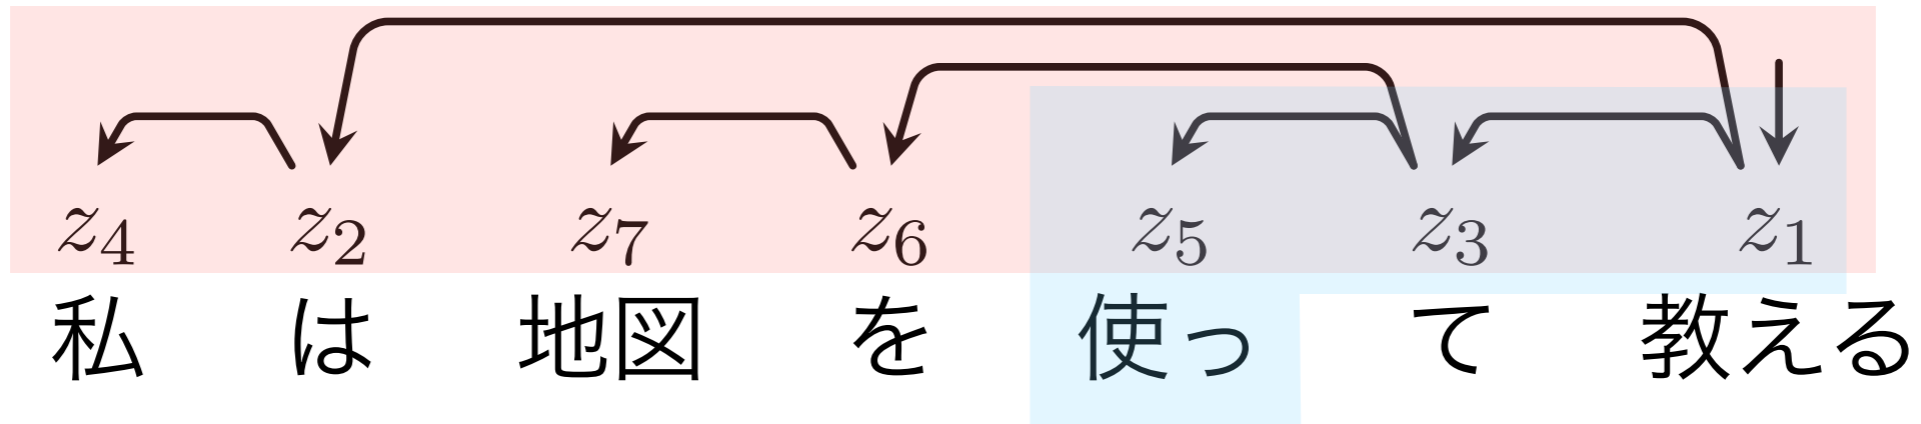 z₄ z₂ z₇ z₆ z₅ z₃ z₁
私 は 地図 を 使っ て 教える